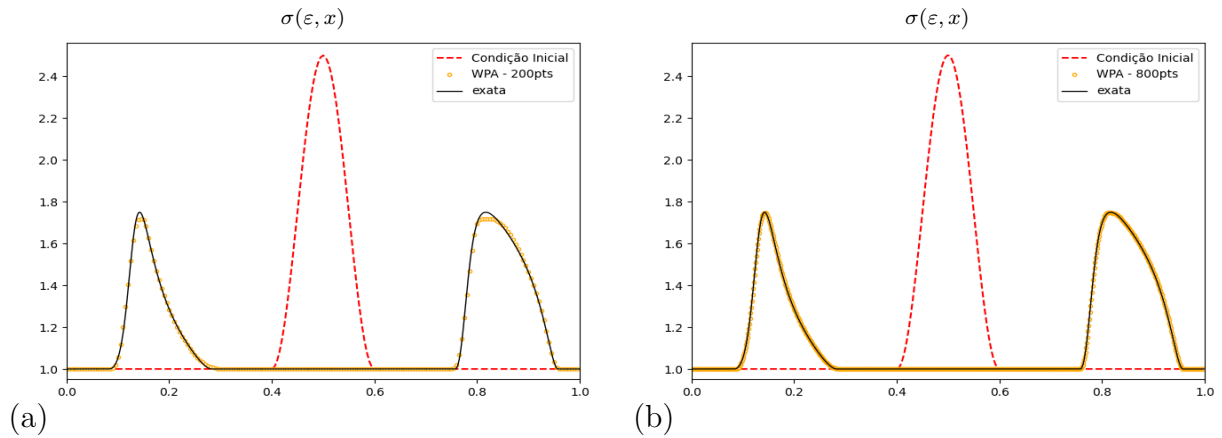 σ(ε, x)
Condição Inicial
WPA - 200pts
exata
2.4
2.2
2.0
1.8
1.6
1.4
1.2
1.0
0.0 0.2 0.4 0.6 0.8 1.0
(a)
σ(ε, x)
Condição Inicial
WPA - 800pts
exata
2.4
2.2
2.0
1.8
1.6
1.4
1.2
1.0
0.0 0.2 0.4 0.6 0.8 1.0
(b)